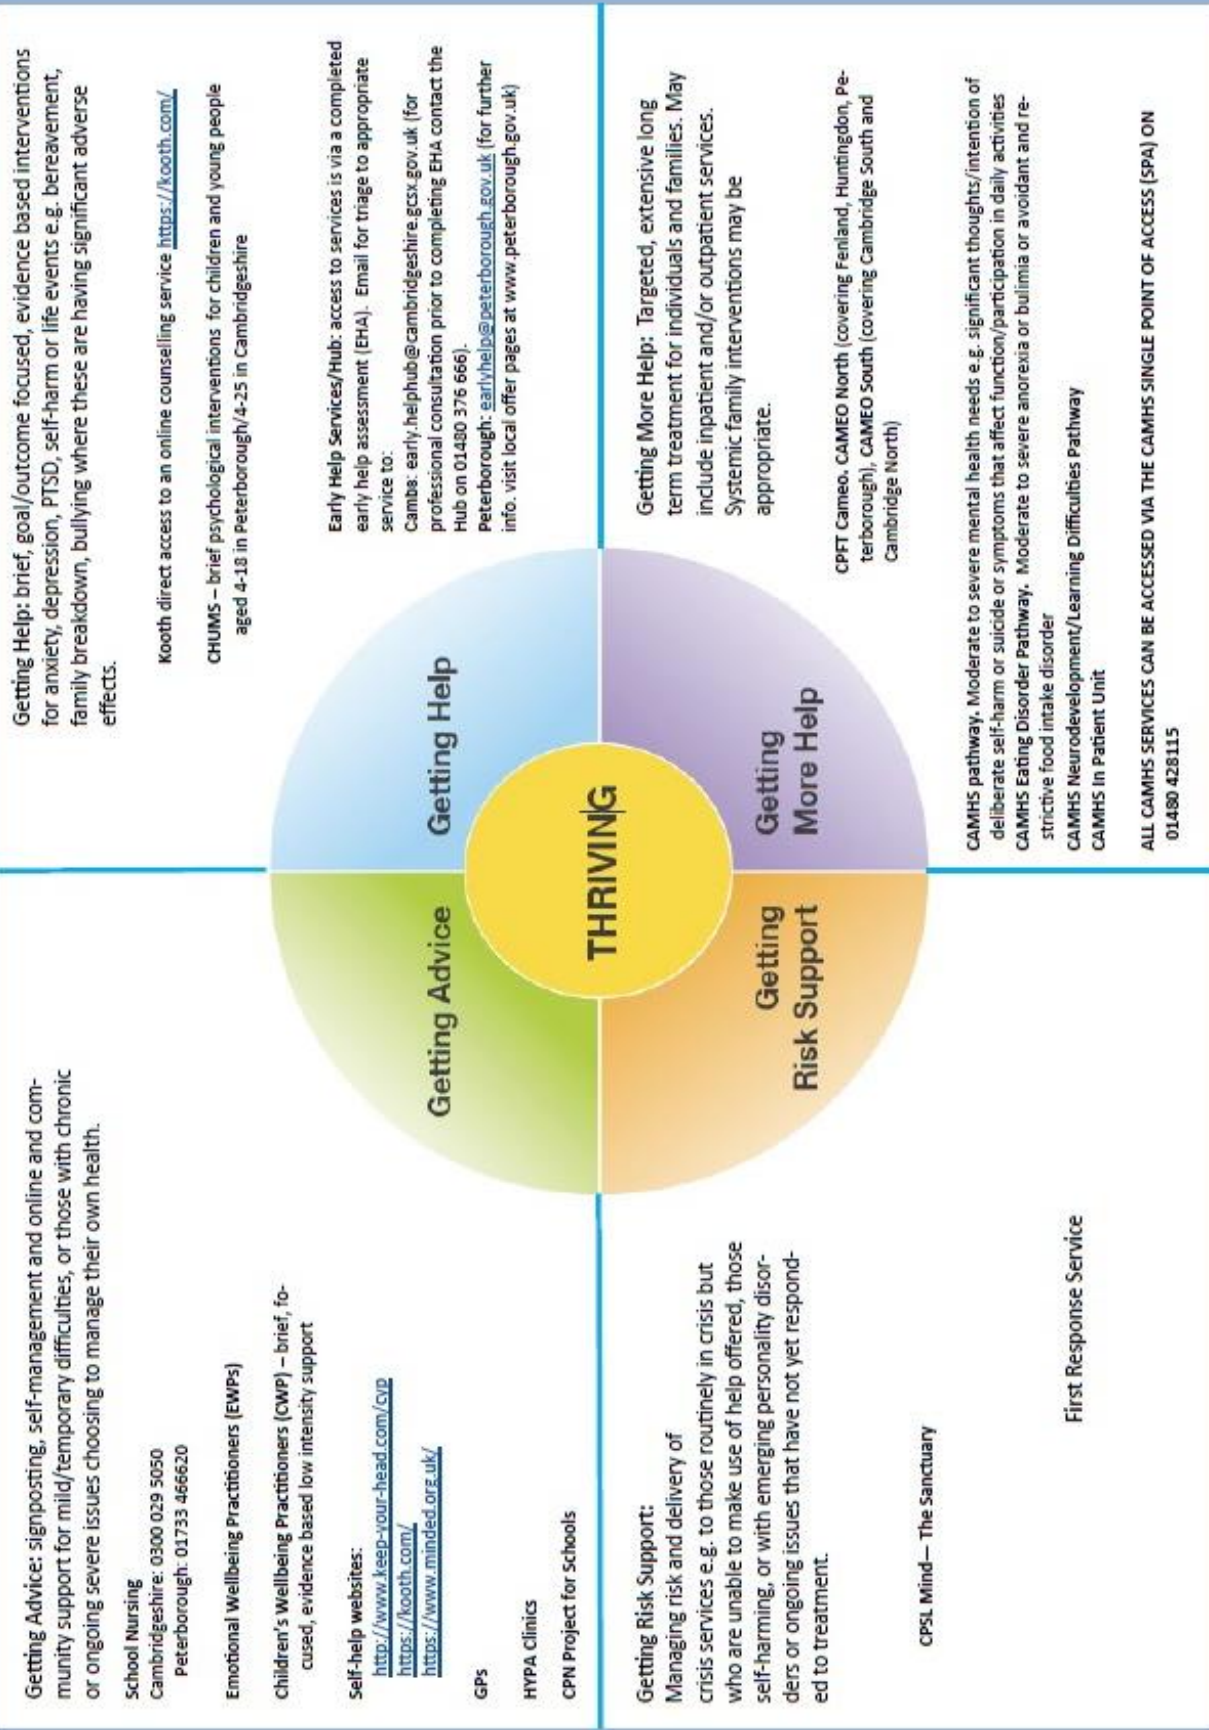 Getting Advice: signposting, self-management and online and com-
munity support for mild/temporary difficulties, or those with chronic
or ongoing severe issues choosing to manage their own health.
School Nursing
Cambridgeshire: 0300 029 5050
Peterborough: 01733 466620
Emotional Wellbeing Practitioners (EWPs)
Children's Wellbeing Practitioners (CWP) – brief, fo-
cused, evidence based low intensity support
Self-help websites:
http://www.keep-your-head.com/cyp
https://kooth.com/
https://www.minded.org.uk/
GPs
HYPA Clinics
CPN Project for Schools
Getting Help: brief, goal/outcome focused, evidence based interventions
for anxiety, depression, PTSD, self-harm or life events e.g. bereavement,
family breakdown, bullying where these are having significant adverse
effects.
Kooth direct access to an online counselling service https://kooth.com/
CHUMS – brief psychological interventions for children and young people
aged 4-18 in Peterborough/4-25 in Cambridgeshire
Early Help Services/Hub: access to services is via a completed
early help assessment (EHA). Email for triage to appropriate
service to:
Cambs: early.helphub@cambridgeshire.gcsx.gov.uk (for
professional consultation prior to completing EHA contact the
Hub on 01480 376 666).
Peterborough: earlyhelp@peterborough.gov.uk (for further
info. visit local offer pages at www.peterborough.gov.uk)
Getting Advice
Getting Help
THRIVING
Getting
Risk Support
Getting
More Help
Getting Risk Support:
Managing risk and delivery of
crisis services e.g. to those routinely in crisis but
who are unable to make use of help offered, those
self-harming, or with emerging personality disor-
ders or ongoing issues that have not yet respond-
ed to treatment.
CPSL Mind— The Sanctuary
First Response Service
Getting More Help: Targeted, extensive long
term treatment for individuals and families. May
include inpatient and/or outpatient services.
Systemic family interventions may be
appropriate.
CPFT Cameo. CAMEO North (covering Fenland, Huntingdon, Pe-
terborough), CAMEO South (covering Cambridge South and
Cambridge North)
CAMHS pathway. Moderate to severe mental health needs e.g. significant thoughts/intention of
deliberate self-harm or suicide or symptoms that affect function/participation in daily activities
CAMHS Eating Disorder Pathway. Moderate to severe anorexia or bulimia or avoidant and re-
strictive food intake disorder
CAMHS Neurodevelopment/Learning Difficulties Pathway
CAMHS In Patient Unit
ALL CAMHS SERVICES CAN BE ACCESSED VIA THE CAMHS SINGLE POINT OF ACCESS (SPA) ON
01480 428115